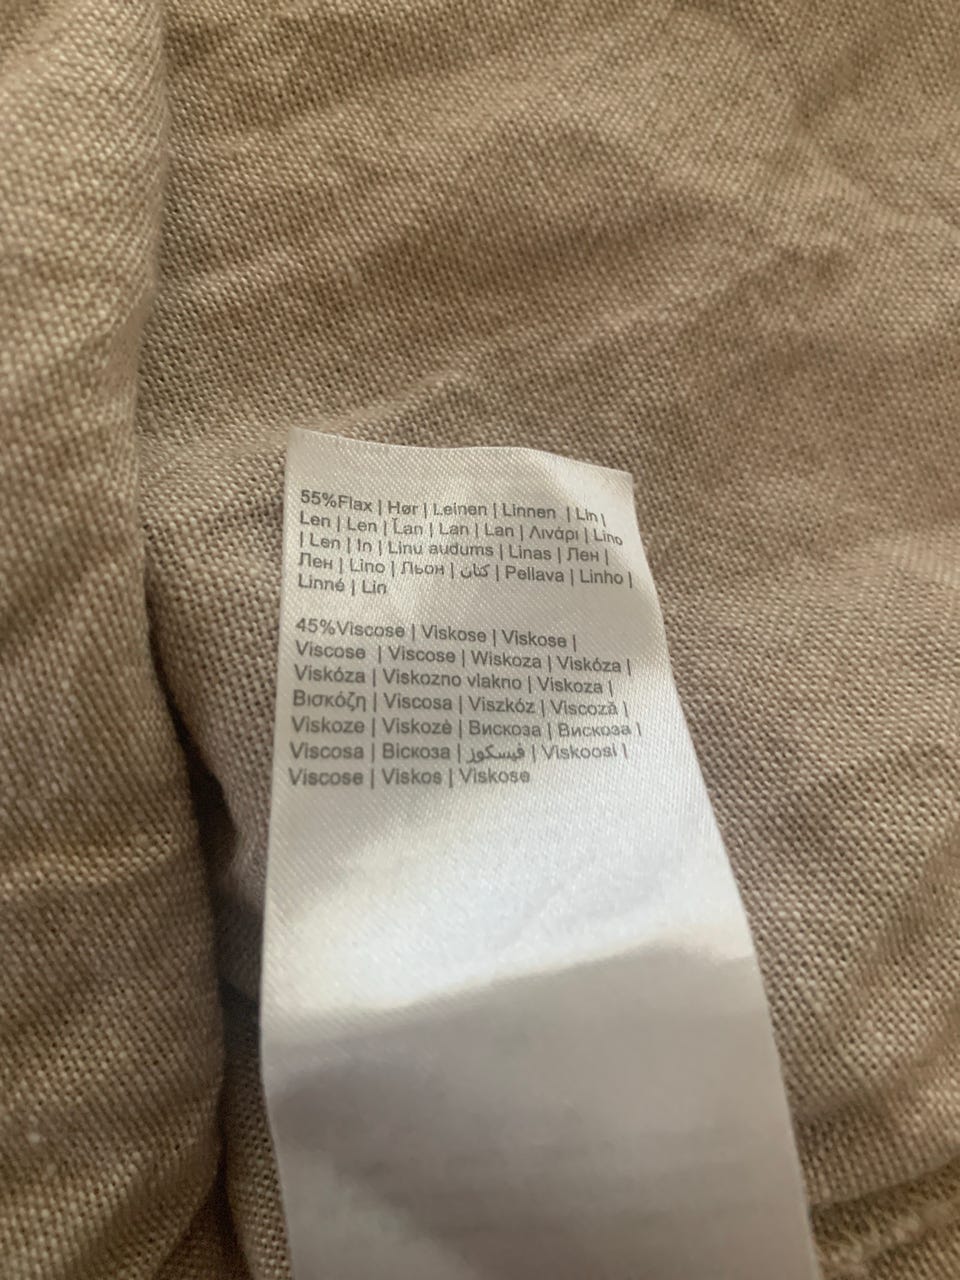 55%Flax | Hør | Leinen | Linnen | Lin |
Len | Len | Ľan | Lan | Lan | Λινάρι | Lino
| Len | In | Linu audums | Linas | Лен |
Лен | Lino | Льон | كتان | Pellava | Linho |
Linné | Lin
45%Viscose | Viskose | Viskose |
Viscose | Viscose | Wiskoza | Viskóza |
Viskóza | Viskozno vlakno | Viskoza |
Βισκόζη | Viscosa | Viszkóz | Viscoză |
Viskoze | Viskozė | Вискоза | Вискоза |
Viscosa | Віскоза | فيسكوز | Viskoosi |
Viscose | Viskos | Viskose